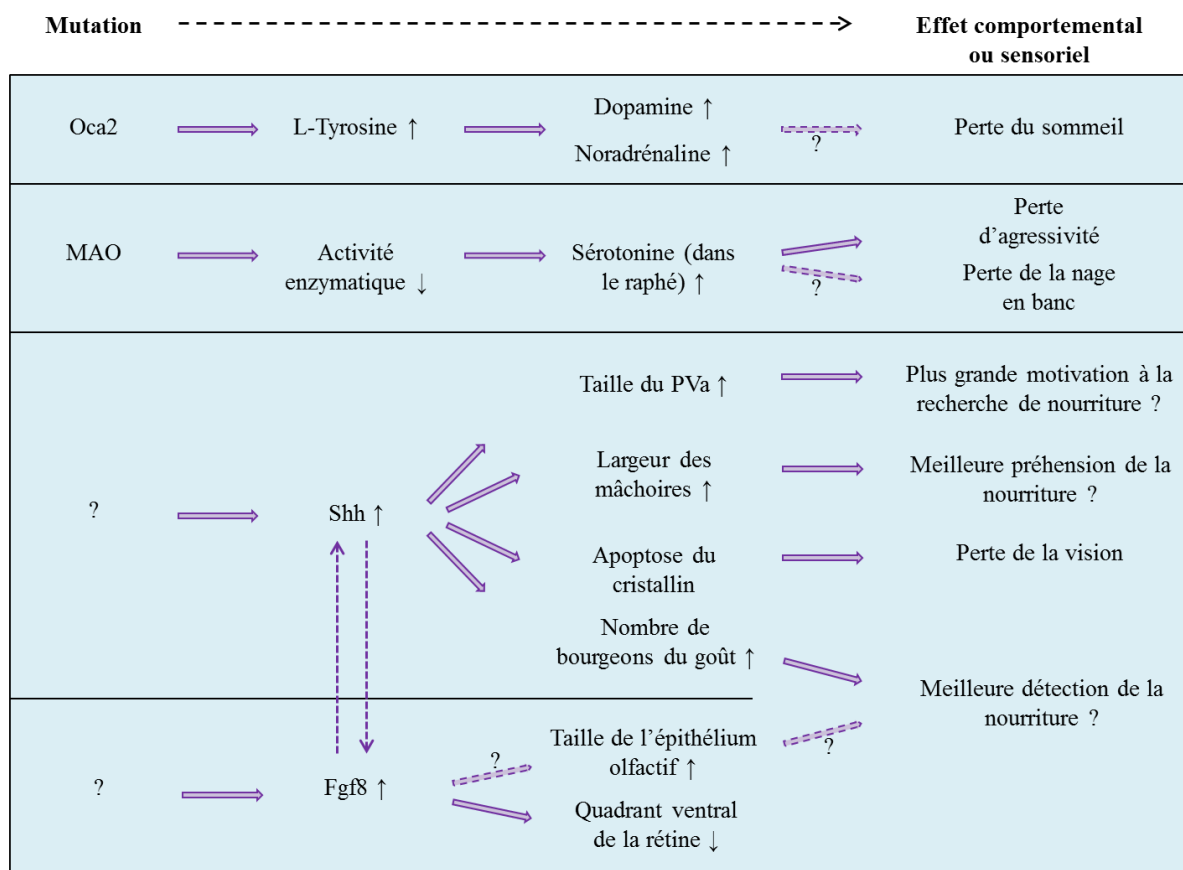 Mutation
Effet comportemental
ou sensoriel
Oca2
L-Tyrosine ↑
Dopamine ↑
Noradrénaline ↑
?
Perte du sommeil
MAO
Activité
enzymatique ↓
Sérotonine (dans
le raphé) ↑
?
Perte
d'agressivité
Perte de la nage
en banc
?
Shh ↑
Taille du PVa ↑
Plus grande motivation à la
recherche de nourriture ?
Largeur des
mâchoires ↑
Meilleure préhension de la
nourriture ?
Apoptose du
cristallin
Perte de la vision
Nombre de
bourgeons du goût ↑
Meilleure détection de la
nourriture ?
?
Fgf8 ↑
?
Taille de l'épithélium
olfactif ↑
?
Quadrant ventral
de la rétine ↓